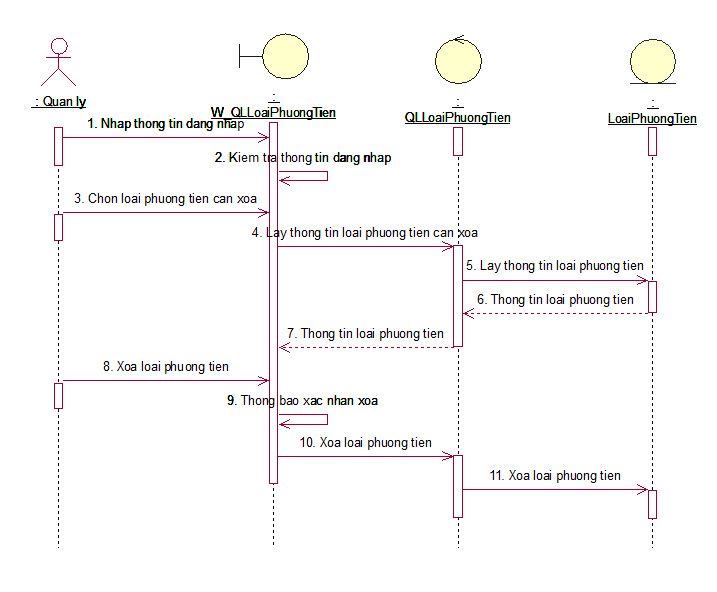 : Quan ly
:
W_QLLoaiPhuongTien
:
QLLoaiPhuongTien
:
LoaiPhuongTien
1. Nhap thong tin dang nhap
2. Kiem tra thong tin dang nhap
3. Chon loai phuong tien can xoa
4. Lay thong tin loai phuong tien can xoa
5. Lay thong tin loai phuong tien
6. Thong tin loai phuong tien
7. Thong tin loai phuong tien
8. Xoa loai phuong tien
9. Thong bao xac nhan xoa
10. Xoa loai phuong tien
11. Xoa loai phuong tien